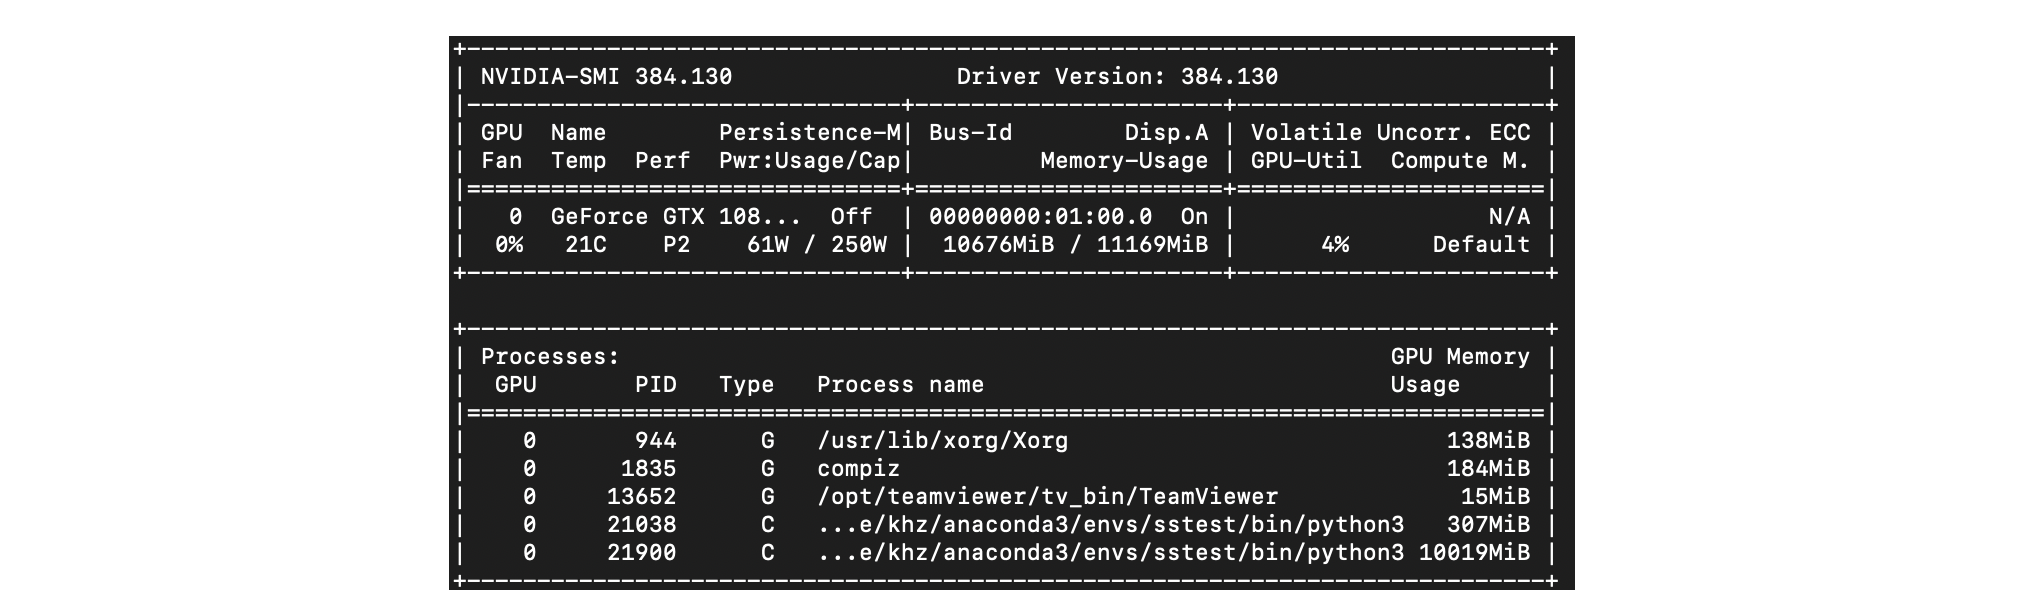 +-----------------------------------------------------------------------------+
| NVIDIA-SMI 384.130                Driver Version: 384.130                   |
|-------------------------------+----------------------+----------------------+
| GPU  Name        Persistence-M| Bus-Id        Disp.A | Volatile Uncorr. ECC |
| Fan  Temp  Perf  Pwr:Usage/Cap|         Memory-Usage | GPU-Util  Compute M. |
|===============================+======================+======================|
|   0  GeForce GTX 108...  Off  | 00000000:01:00.0  On |                  N/A |
|  0%   21C    P2    61W / 250W |  10676MiB / 11169MiB |      4%      Default |
+-------------------------------+----------------------+----------------------+

+-----------------------------------------------------------------------------+
| Processes:                                                       GPU Memory |
|  GPU       PID   Type   Process name                             Usage      |
|=============================================================================|
|    0       944      G   /usr/lib/xorg/Xorg                           138MiB |
|    0      1835      G   compiz                                       184MiB |
|    0     13652      G   /opt/teamviewer/tv_bin/TeamViewer             15MiB |
|    0     21038      C   ...e/khz/anaconda3/envs/sstest/bin/python3   307MiB |
|    0     21900      C   ...e/khz/anaconda3/envs/sstest/bin/python3 10019MiB |
+-----------------------------------------------------------------------------+